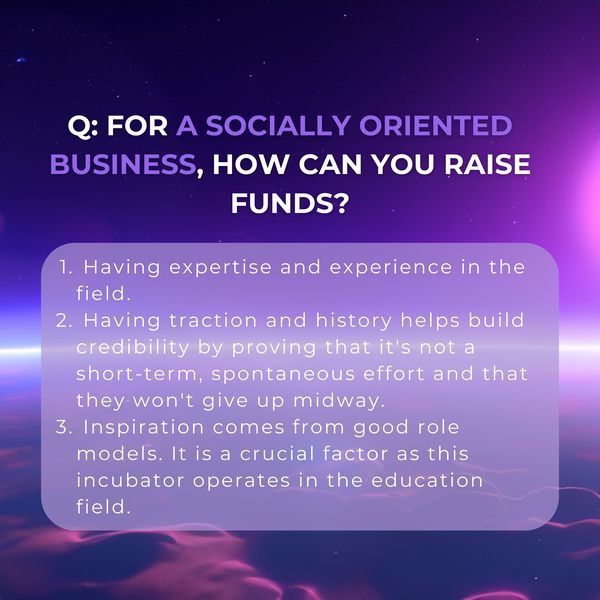 Q: FOR A SOCIALLY ORIENTED
BUSINESS, HOW CAN YOU RAISE
FUNDS?
1. Having expertise and experience in the
field.
2. Having traction and history helps build
credibility by proving that it's not a
short-term, spontaneous effort and that
they won't give up midway.
3. Inspiration comes from good role
models. It is a crucial factor as this
incubator operates in the education
field.